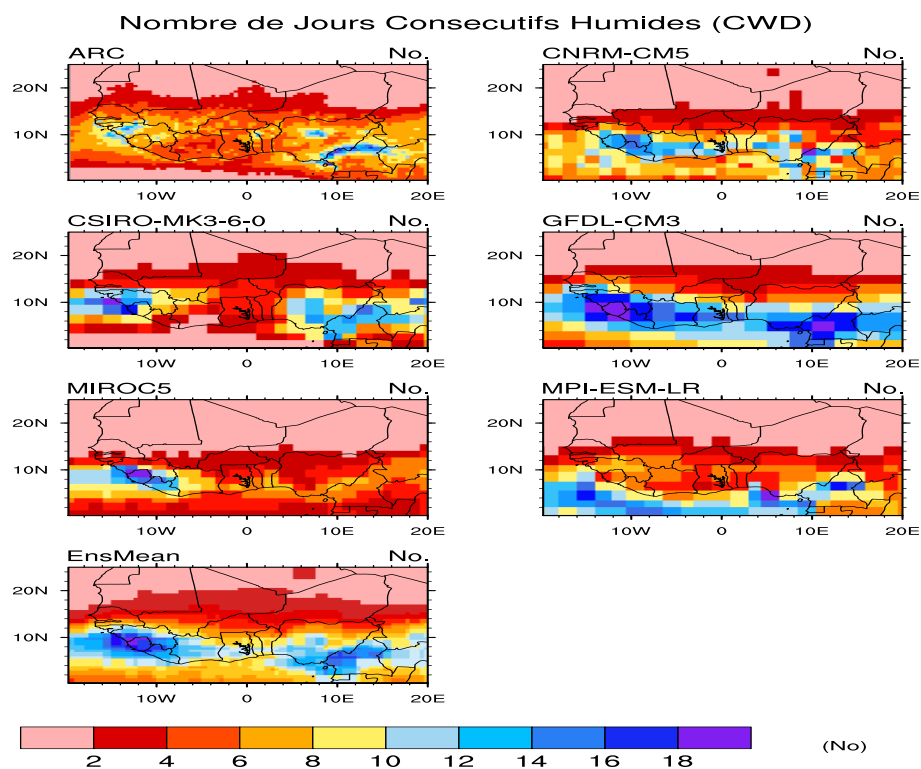 Nombre de Jours Consecutifs Humides (CWD)
ARC No.
CNRM-CM5 No.
20N
10N
10W 0 10E 20E
20N
10N
10W 0 10E 20E
CSIRO-MK3-6-0 No.
GFDL-CM3 No.
20N
10N
10W 0 10E 20E
20N
10N
10W 0 10E 20E
MIROC5 No.
MPI-ESM-LR No.
20N
10N
10W 0 10E 20E
20N
10N
10W 0 10E 20E
EnsMean No.
20N
10N
10W 0 10E 20E
2 4 6 8 10 12 14 16 18 (No)